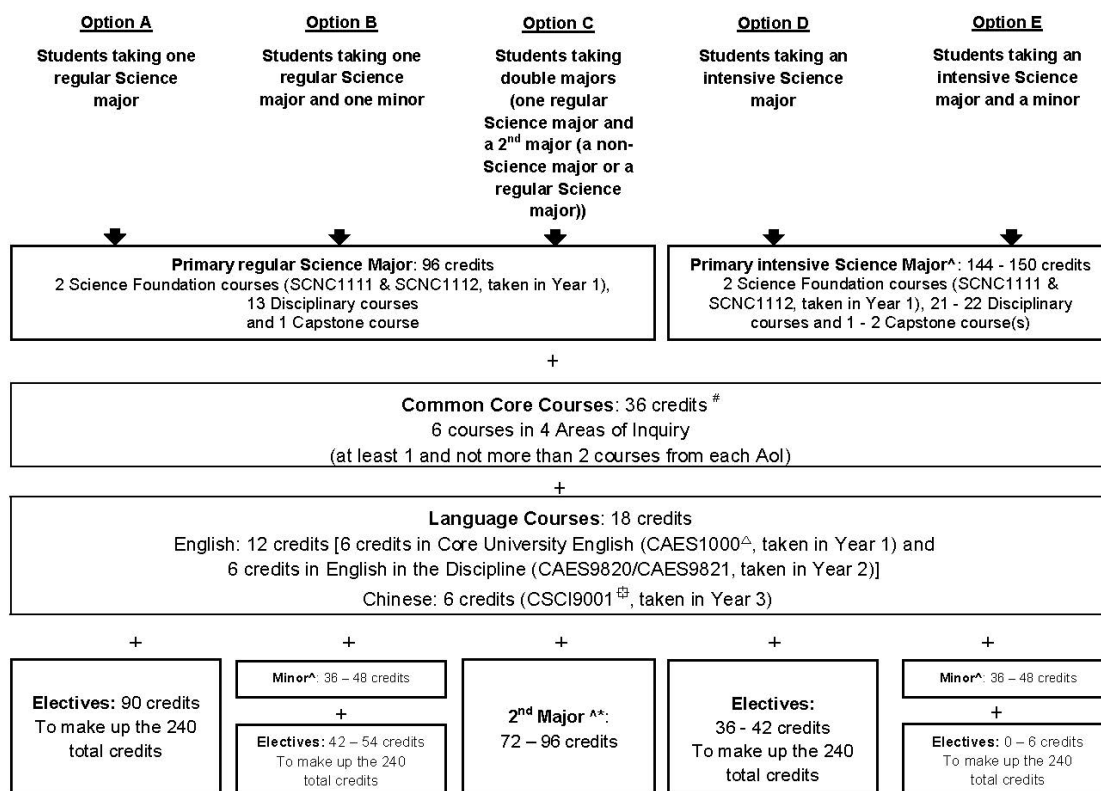 Option A
Students taking one
regular Science
major
Option B
Students taking one
regular Science
major and one minor
Option C
Students taking
double majors
(one regular
Science major and
a 2nd major (a non-
Science major or a
regular Science
major))
Option D
Students taking an
intensive Science
major
Option E
Students taking an
intensive Science
major and a minor
Primary regular Science Major: 96 credits
2 Science Foundation courses (SCNC1111 & SCNC1112, taken in Year 1),
13 Disciplinary courses
and 1 Capstone course
Primary intensive Science Major^: 144 - 150 credits
2 Science Foundation courses (SCNC1111 &
SCNC1112, taken in Year 1), 21 - 22 Disciplinary
courses and 1 - 2 Capstone course(s)
+
Common Core Courses: 36 credits #
6 courses in 4 Areas of Inquiry
(at least 1 and not more than 2 courses from each AoI)
+
Language Courses: 18 credits
English: 12 credits [6 credits in Core University English (CAES1000△, taken in Year 1) and
6 credits in English in the Discipline (CAES9820/CAES9821, taken in Year 2)]
Chinese: 6 credits (CSCI9001⌖, taken in Year 3)
+
Electives: 90 credits
To make up the 240
total credits
+
Minor^: 36 – 48 credits
+
Electives: 42 – 54 credits
To make up the 240
total credits
+
2nd Major ^*:
72 – 96 credits
+
Electives:
36 - 42 credits
To make up the 240
total credits
+
Minor^: 36 – 48 credits
+
Electives: 0 – 6 credits
To make up the 240
total credits